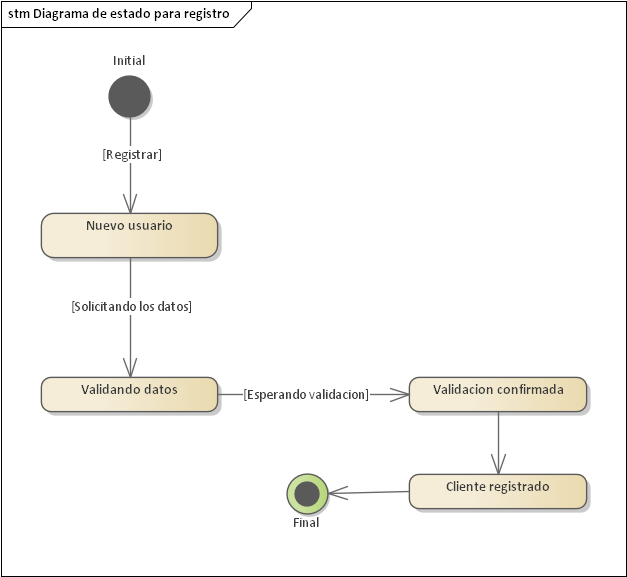 stm Diagrama de estado para registro
Initial
[Registrar]
Nuevo usuario
[Solicitando los datos]
Validando datos
[Esperando validacion]
Validacion confirmada
Cliente registrado
Final